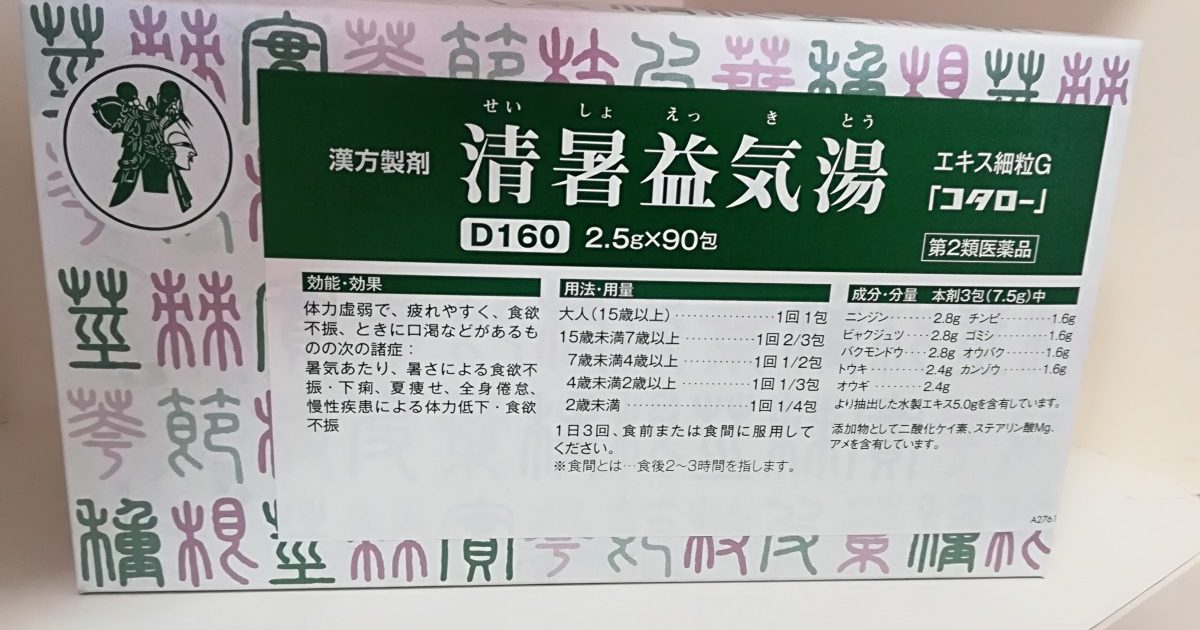 せい しょ えっ き とう
漢方製剤 清暑益気湯 エキス細粒G
「コタロー」
D160 2.5g×90包
第2類医薬品
効能・効果
体力虚弱で、疲れやすく、食欲
不振、ときに口渇などがあるも
のの次の諸症：
暑気あたり、暑さによる食欲不
振・下痢、夏痩せ、全身倦怠、
慢性疾患による体力低下・食欲
不振
用法・用量
大人(15歳以上)……………1回 1包
15歳未満7歳以上…………1回 2/3包
7歳未満4歳以上…………1回 1/2包
4歳未満2歳以上…………1回 1/3包
2歳未満……………………1回 1/4包
1日3回、食前または食間に服用して
ください。
※食間とは…食後2～3時間を指します。
成分・分量 本剤3包(7.5g)中
ニンジン………2.8g チンピ………1.6g
ビャクジュツ…2.8g ゴミシ………1.6g
バクモンドウ…2.8g オウバク……1.6g
トウキ…………2.4g カンゾウ……1.6g
オウギ…………2.4g
より抽出した水製エキス5.0gを含有しています。
添加物として二酸化ケイ素、ステアリン酸Mg、
アメを含有しています。
A2761